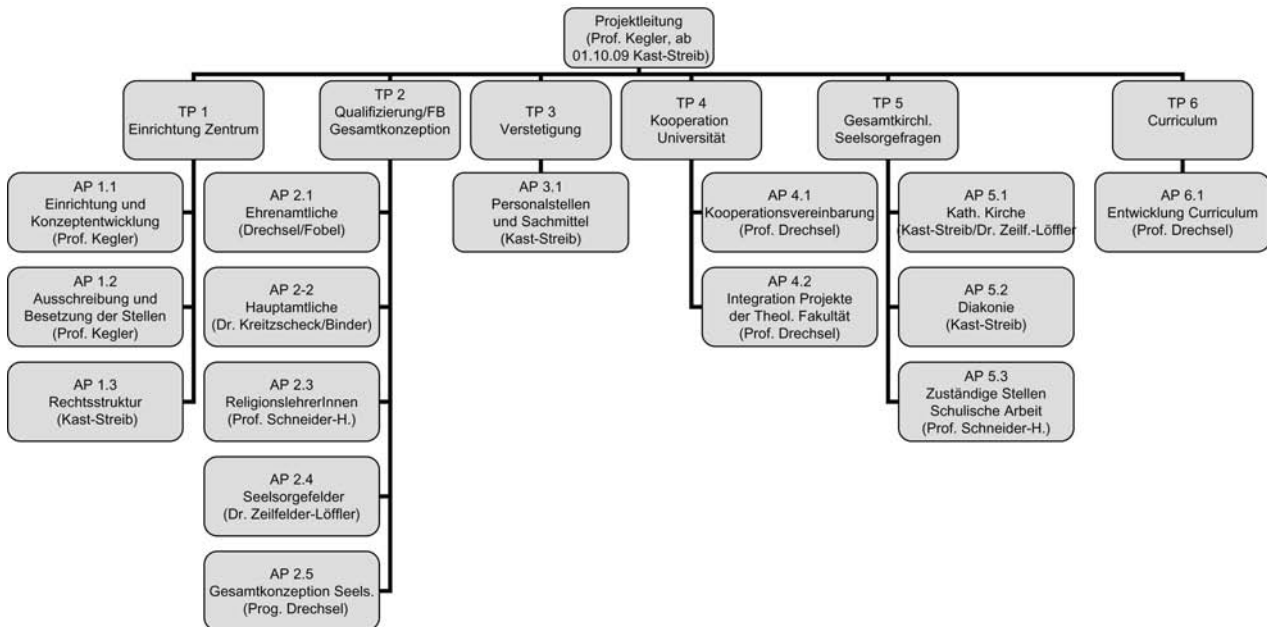 Projektleitung
(Prof. Kegler, ab
01.10.09 Kast-Streib)
TP 1
Einrichtung Zentrum
TP 2
Qualifizierung/FB
Gesamtkonzeption
TP 3
Verstetigung
TP 4
Kooperation
Universität
TP 5
Gesamtkirchl.
Seelsorgefragen
TP 6
Curriculum
AP 1.1
Einrichtung und
Konzeptentwicklung
(Prof. Kegler)
AP 1.2
Ausschreibung und
Besetzung der Stellen
(Prof. Kegler)
AP 1.3
Rechtsstruktur
(Kast-Streib)
AP 2.1
Ehrenamtliche
(Drechsel/Fobel)
AP 2-2
Hauptamtliche
(Dr. Kreitzscheck/Binder)
AP 2.3
ReligionslehrerInnen
(Prof. Schneider-H.)
AP 2.4
Seelsorgefelder
(Dr. Zeilfelder-Löffler)
AP 2.5
Gesamtkonzeption Seels.
(Prog. Drechsel)
AP 3.1
Personalstellen
und Sachmittel
(Kast-Streib)
AP 4.1
Kooperationsvereinbarung
(Prof. Drechsel)
AP 4.2
Integration Projekte
der Theol. Fakultät
(Prof. Drechsel)
AP 5.1
Kath. Kirche
(Kast-Streib/Dr. Zeilf.-Löffler
AP 5.2
Diakonie
(Kast-Streib)
AP 5.3
Zuständige Stellen
Schulische Arbeit
(Prof. Schneider-H.)
AP 6.1
Entwicklung Curriculum
(Prof. Drechsel)